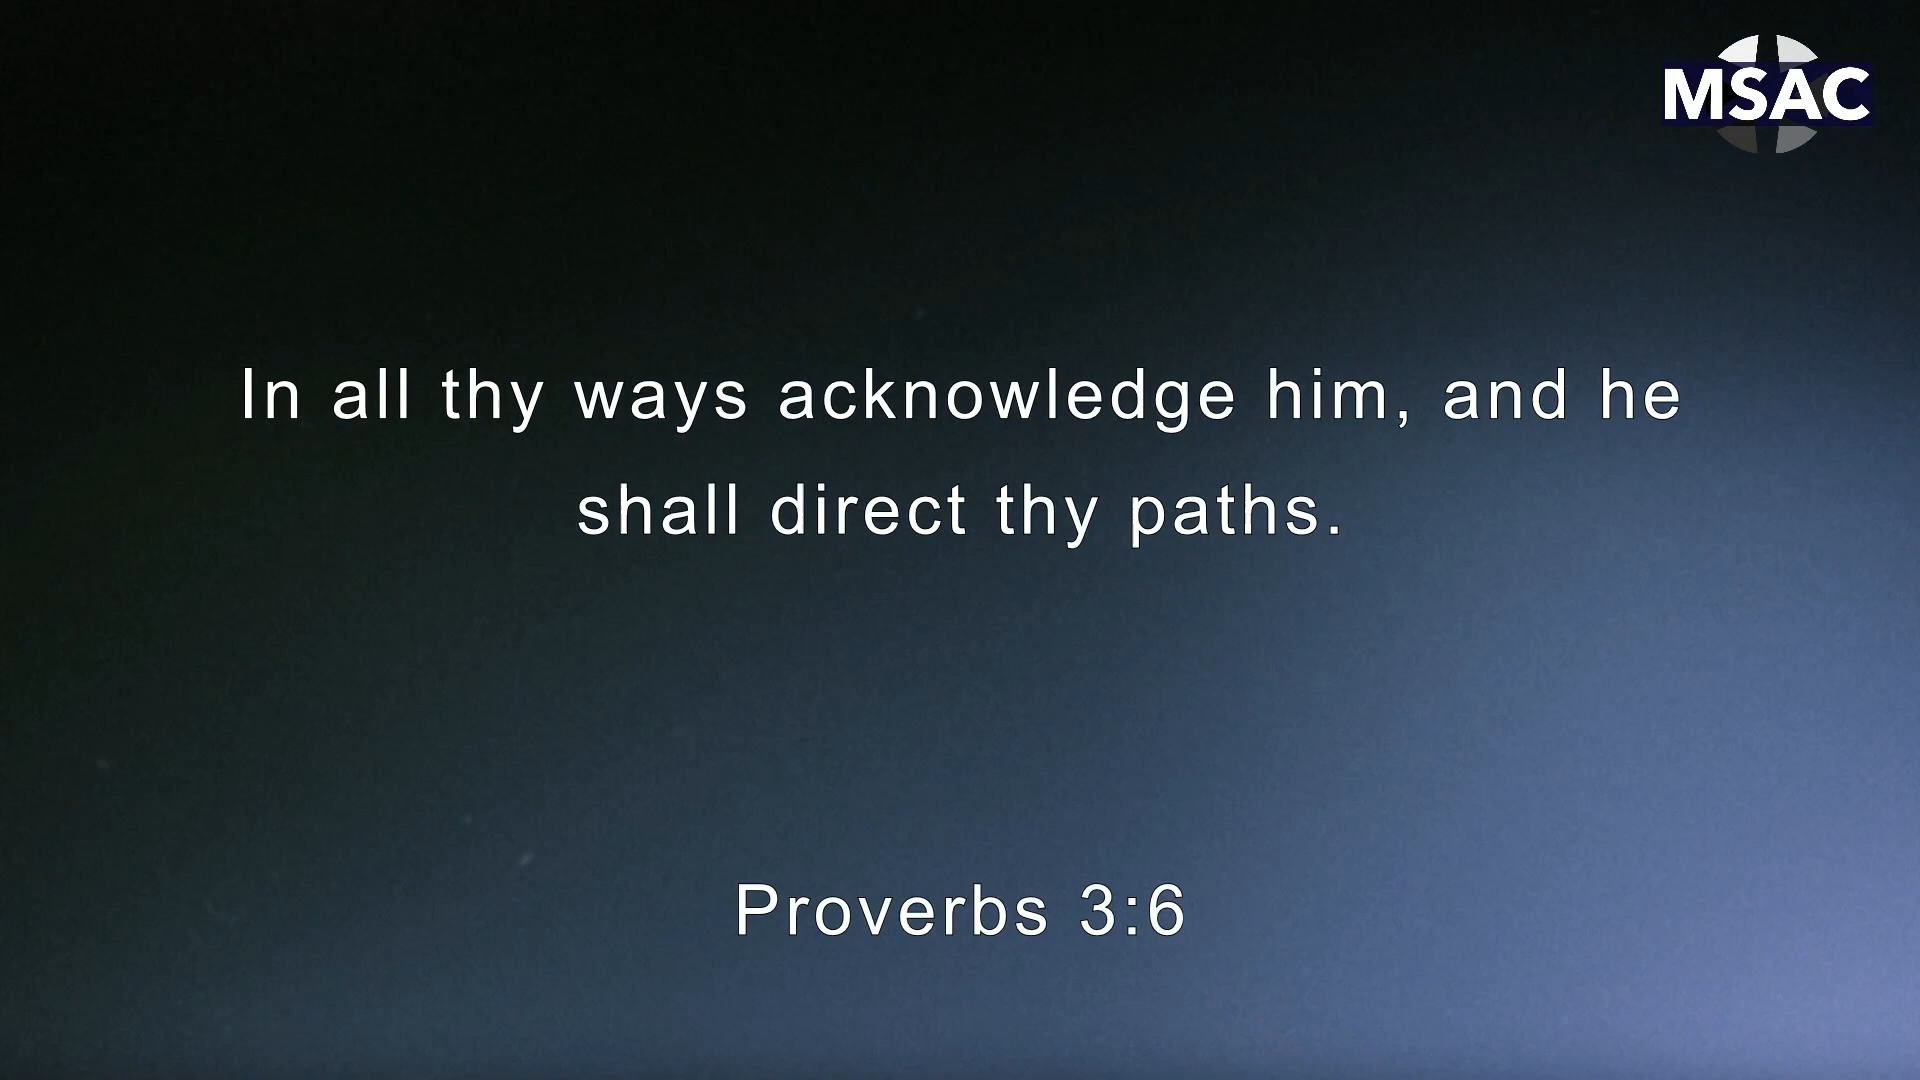 MSAC
In all thy ways acknowledge him, and he
shall direct thy paths.
Proverbs 3:6